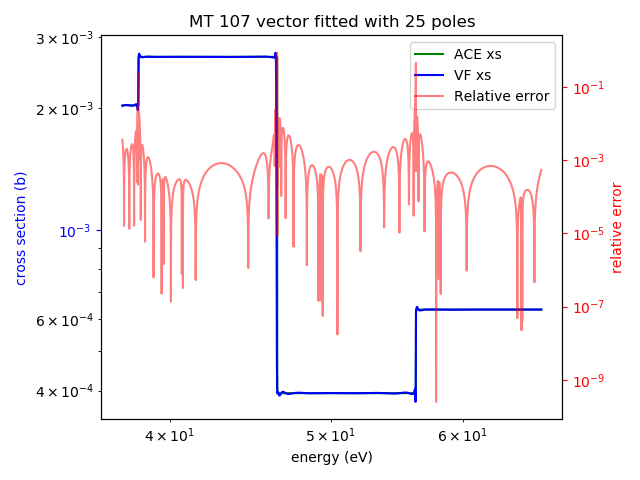 MT 107 vector fitted with 25 poles
ACE xs
VF xs
Relative error
3 × 10⁻³
2 × 10⁻³
10⁻³
6 × 10⁻⁴
4 × 10⁻⁴
cross section (b)
10⁻¹
10⁻³
10⁻⁵
10⁻⁷
10⁻⁹
relative error
4 × 10¹
5 × 10¹
6 × 10¹
energy (eV)